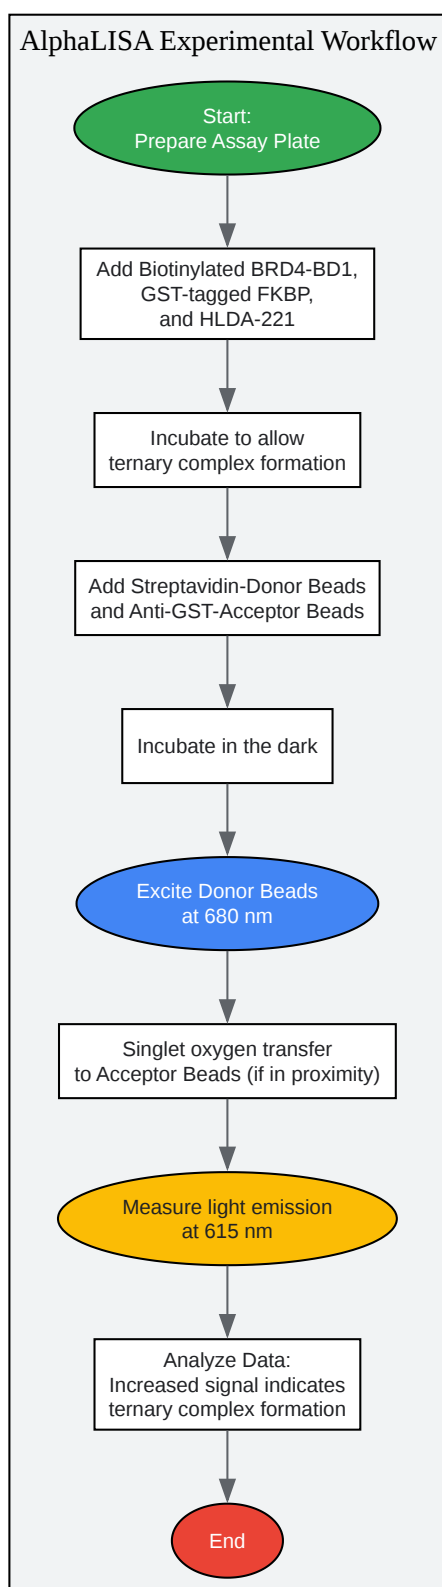 AlphaLISA Experimental Workflow
Start:
Prepare Assay Plate
Add Biotinylated BRD4-BD1,
GST-tagged FKBP,
and HLDA-221
Incubate to allow
ternary complex formation
Add Streptavidin-Donor Beads
and Anti-GST-Acceptor Beads
Incubate in the dark
Excite Donor Beads
at 680 nm
Singlet oxygen transfer
to Acceptor Beads (if in proximity)
Measure light emission
at 615 nm
Analyze Data:
Increased signal indicates
ternary complex formation
End